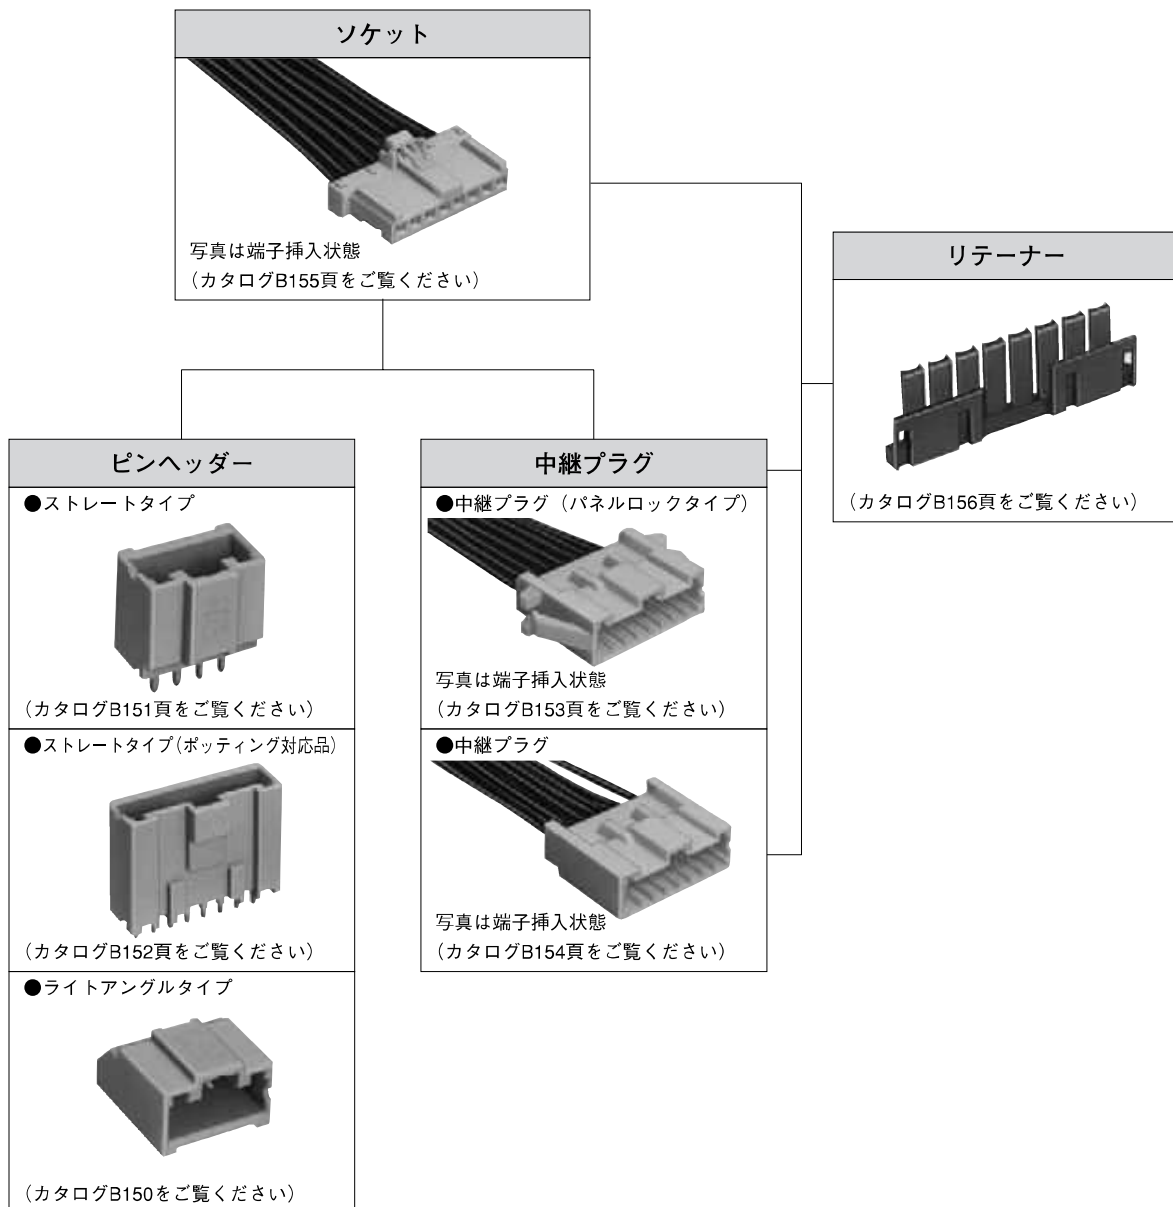 ソケット
写真は端子挿入状態
(カタログB155頁をご覧ください)
リテーナー
(カタログB156頁をご覧ください)
ピンヘッダー
●ストレートタイプ
(カタログB151頁をご覧ください)
●ストレートタイプ(ポッティング対応品)
(カタログB152頁をご覧ください)
●ライトアングルタイプ
(カタログB150をご覧ください)
中継プラグ
●中継プラグ(パネルロックタイプ)
写真は端子挿入状態
(カタログB153頁をご覧ください)
●中継プラグ
写真は端子挿入状態
(カタログB154頁をご覧ください)